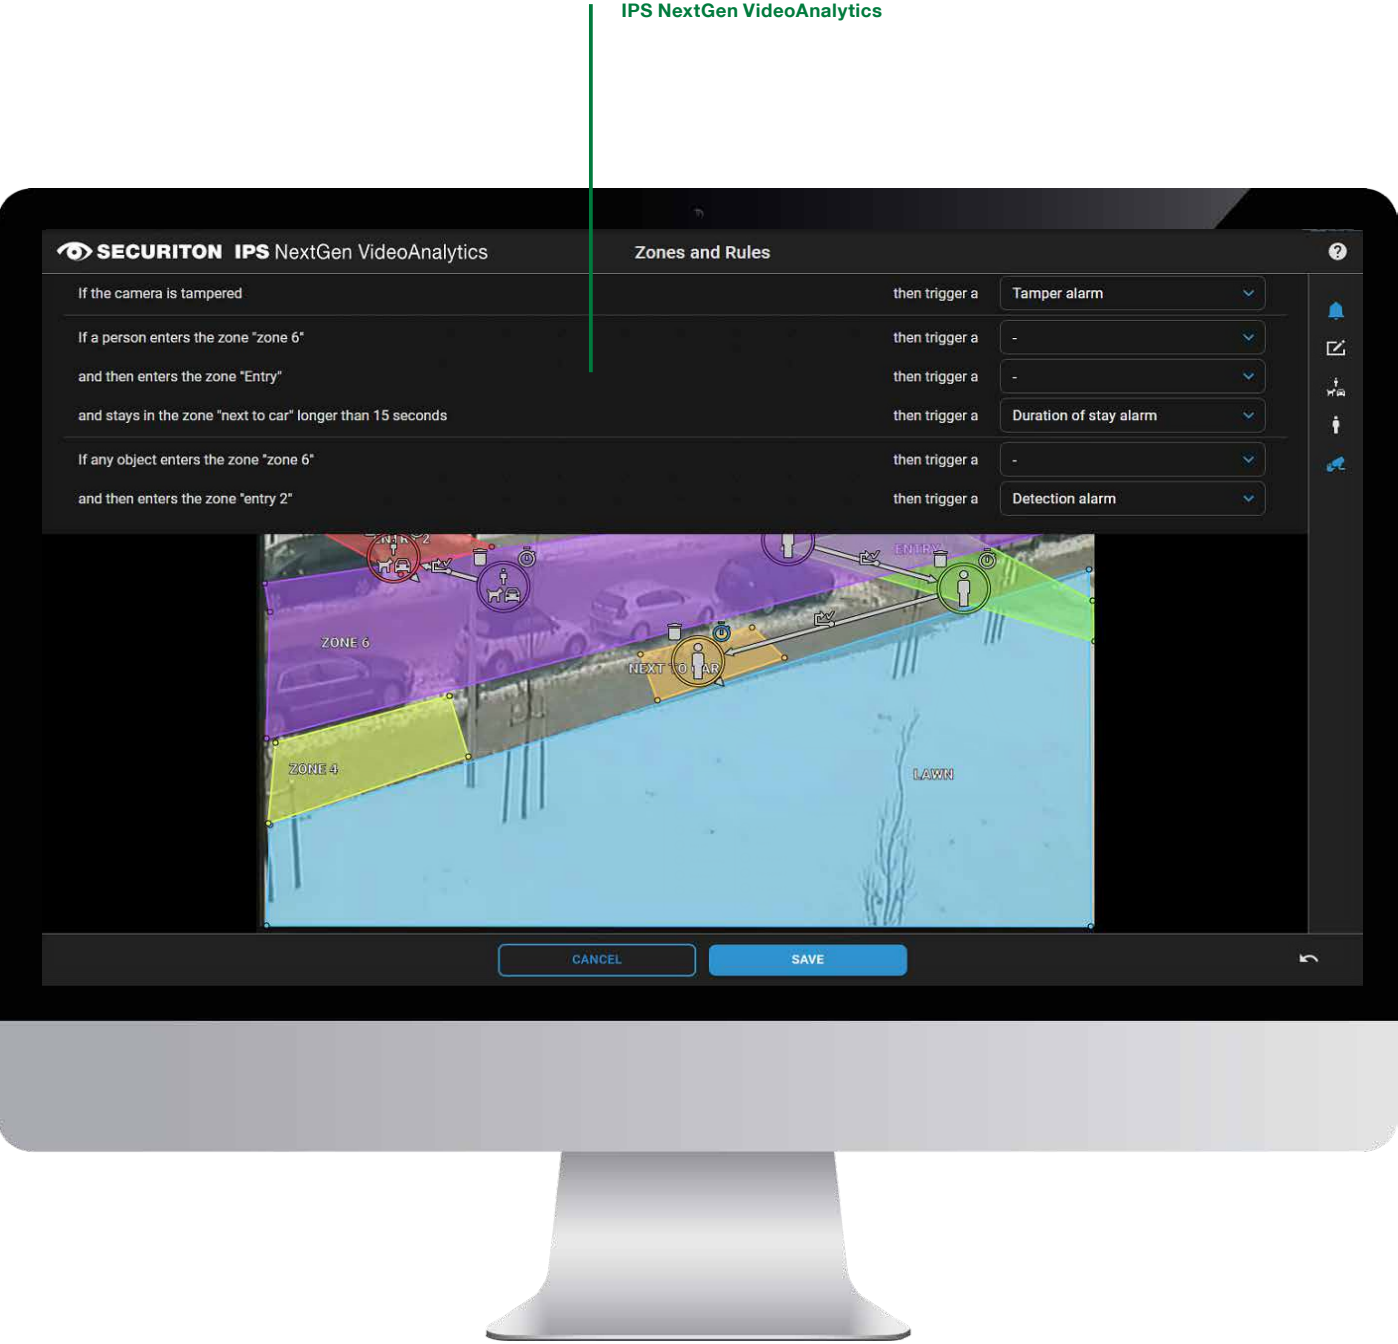 IPS NextGen VideoAnalytics
SECURITON IPS NextGen VideoAnalytics
Zones and Rules
If the camera is tampered then trigger a Tamper alarm
If a person enters the zone "zone 6" then trigger a -
and then enters the zone "Entry" then trigger a -
and stays in the zone "next to car" longer than 15 seconds then trigger a Duration of stay alarm
If any object enters the zone "zone 6" then trigger a -
and then enters the zone "entry 2" then trigger a Detection alarm
ENTRY
ZONE 6
NEXT TO
ZONE 4
LAWN
CANCEL
SAVE